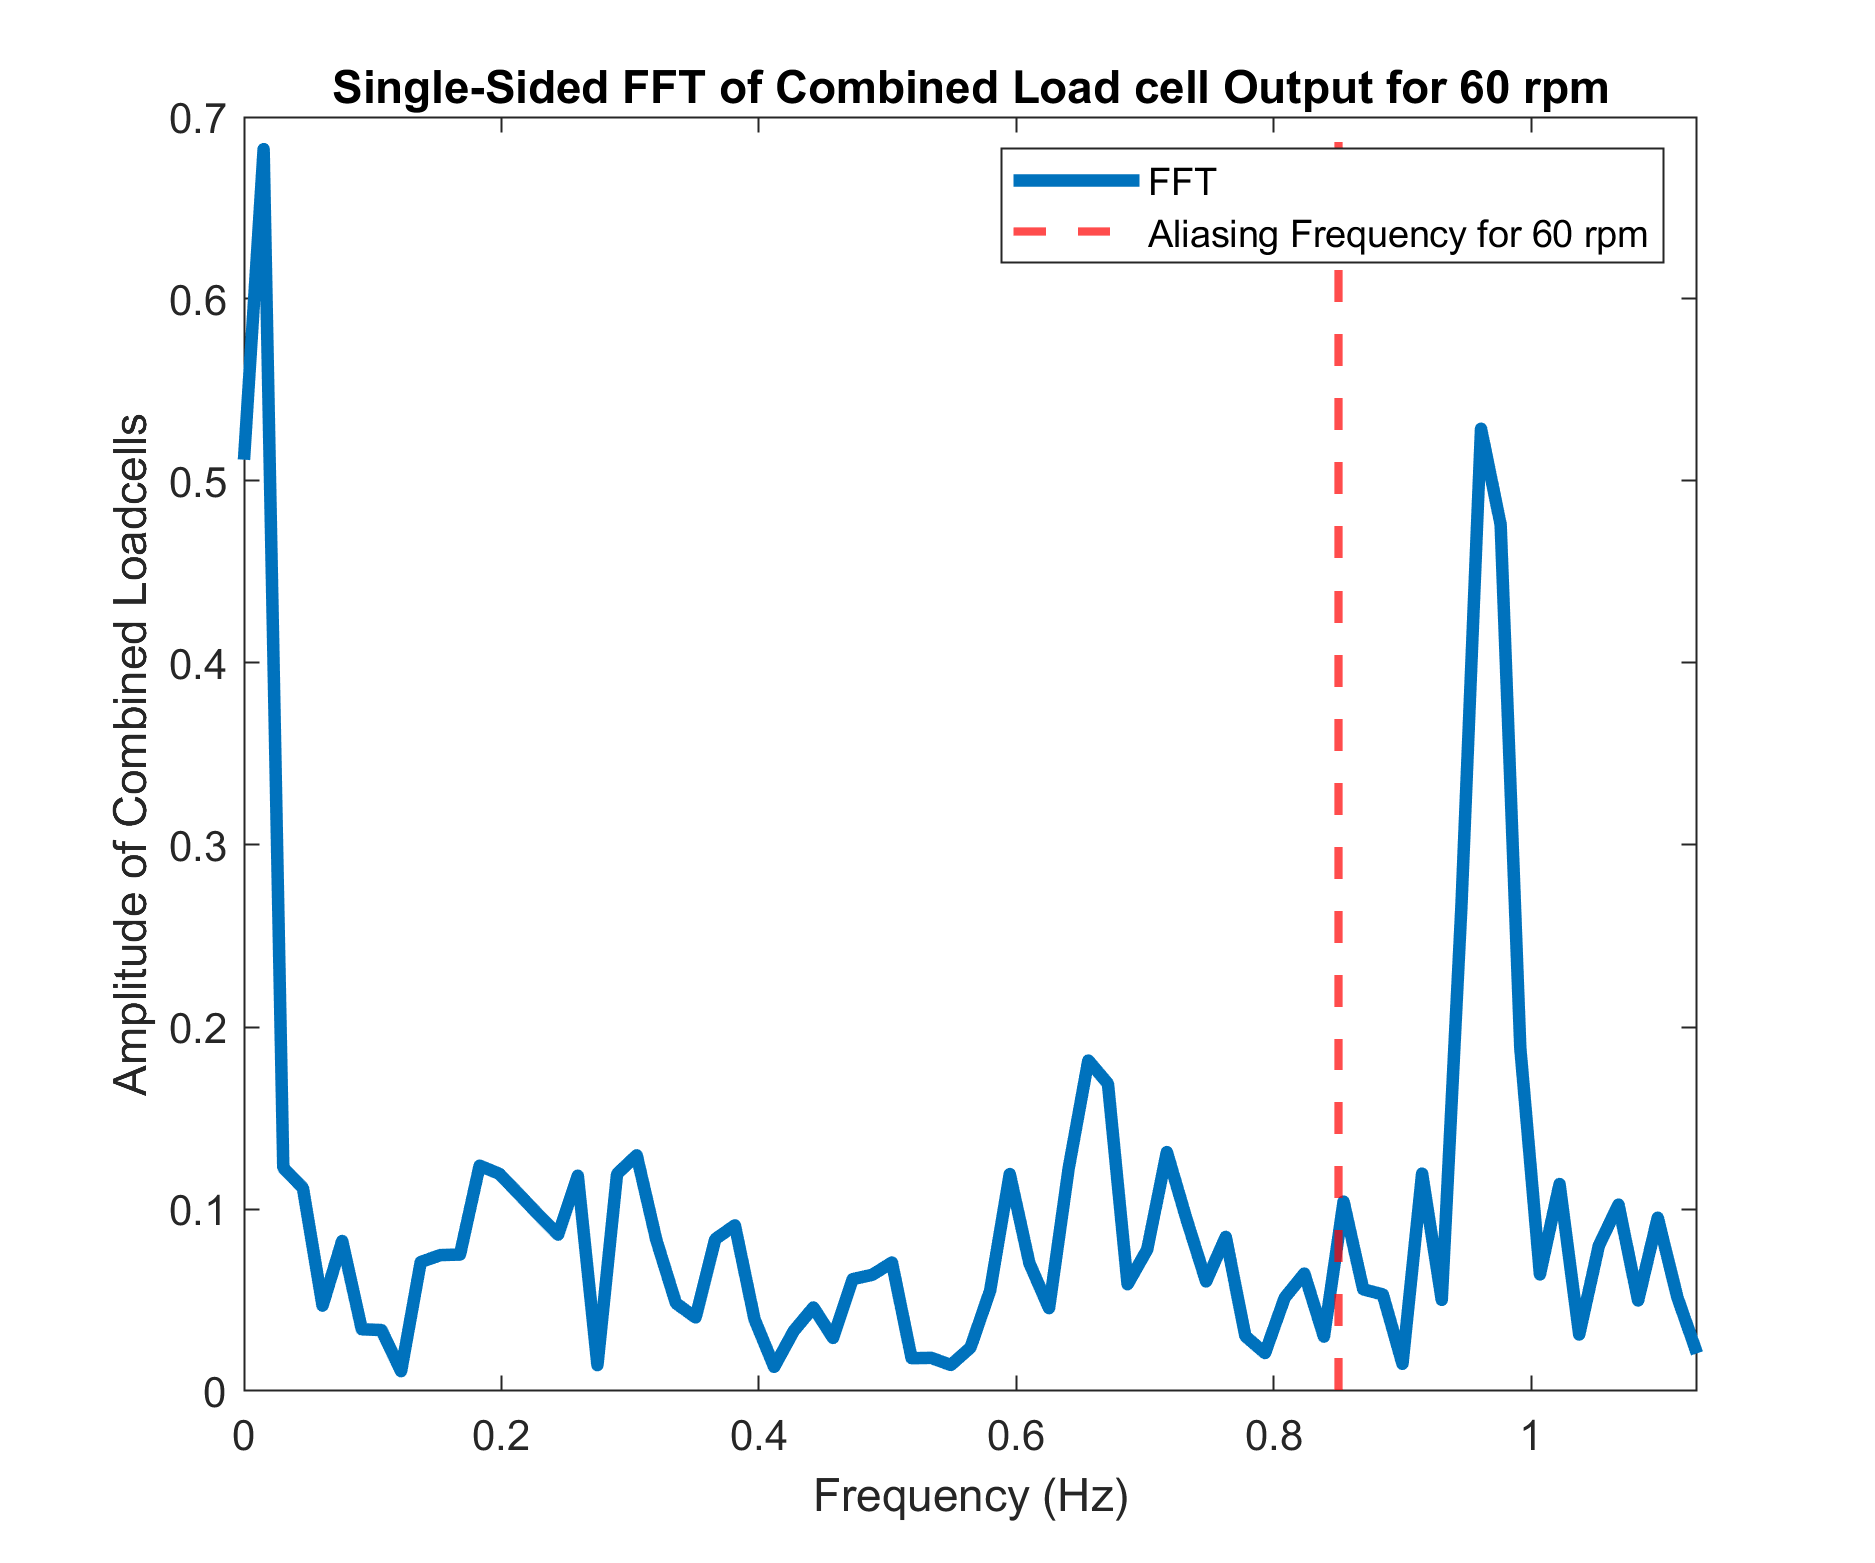 Single-Sided FFT of Combined Load cell Output for 60 rpm
FFT
Aliasing Frequency for 60 rpm
Amplitude of Combined Loadcells
0.7
0.6
0.5
0.4
0.3
0.2
0.1
0
0 0.2 0.4 0.6 0.8 1
Frequency (Hz)